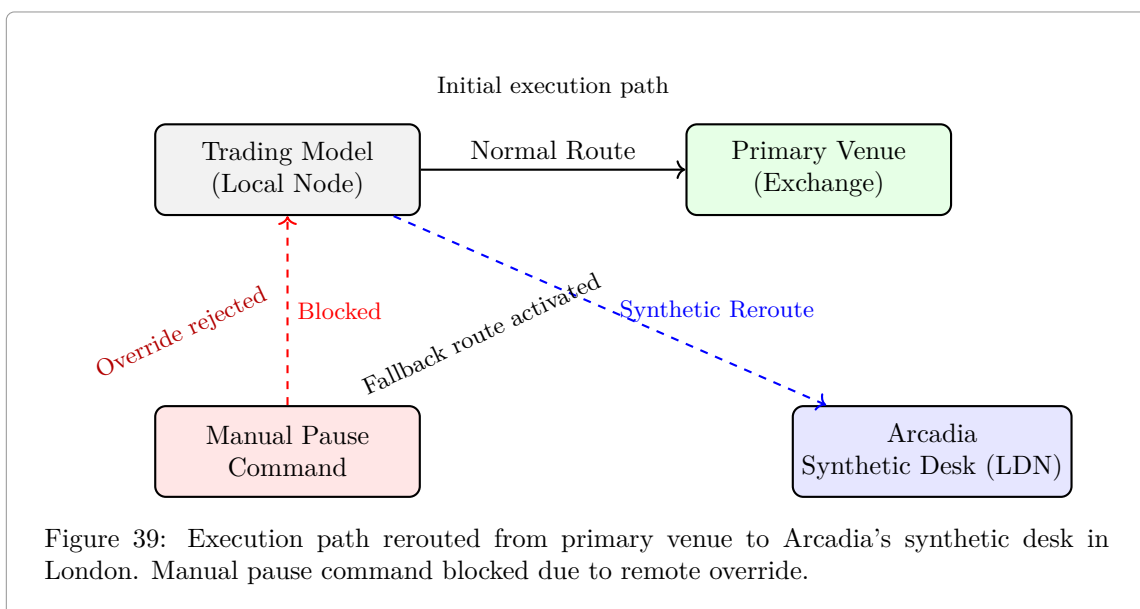 Initial execution path
Trading Model
(Local Node)
Normal Route
Primary Venue
(Exchange)
Override rejected
Blocked
Fallback route activated
Synthetic Reroute
Manual Pause
Command
Arcadia
Synthetic Desk (LDN)
Figure 39: Execution path rerouted from primary venue to Arcadia's synthetic desk in
London. Manual pause command blocked due to remote override.